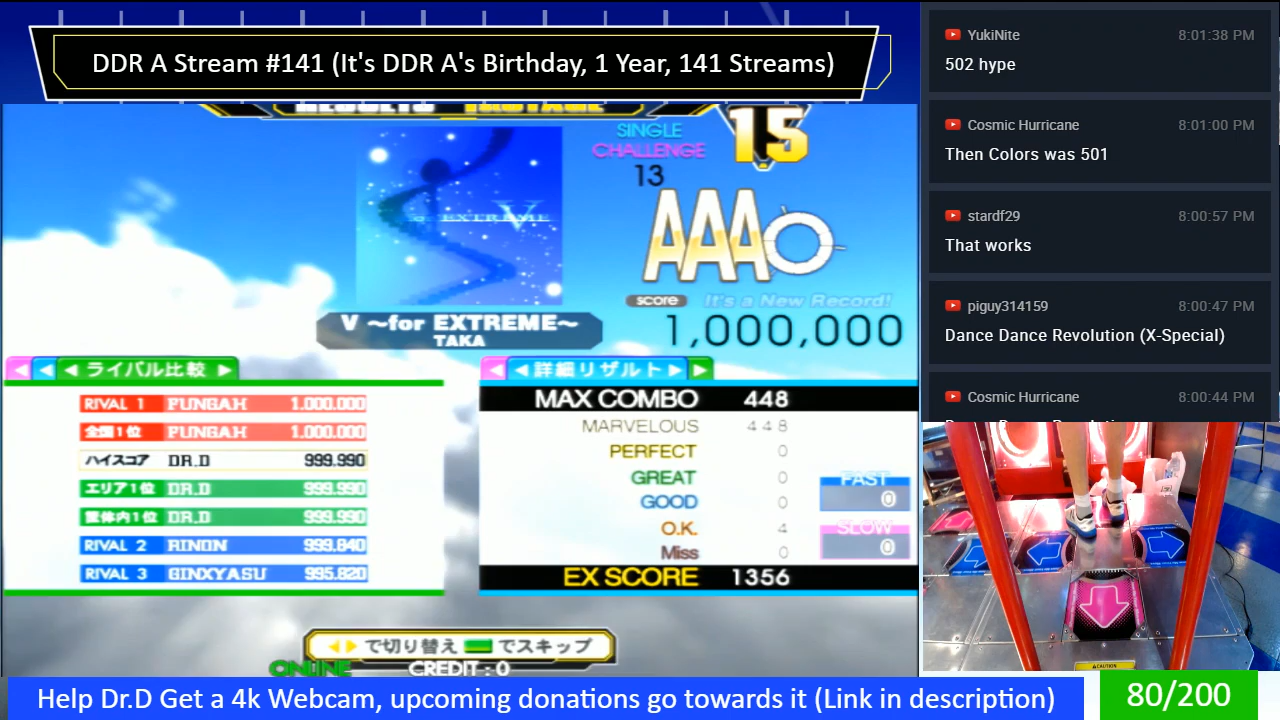 DDR A Stream #141 (It's DDR A's Birthday, 1 Year, 141 Streams)
RESULTS
15
SINGLE
CHALLENGE
13
EXTREME V
AAA
score It's a New Record!
1,000,000
V ～for EXTREME～
TAKA
◀ ◀ ◀ ライバル比較 ▶
RIVAL 1 FUNGAH 1.000.000
全国1位 FUNGAH 1.000.000
ハイスコア DR.D 999.990
エリア1位 DR.D 999.990
筐体内1位 DR.D 999.990
RIVAL 2 RINON 999.840
RIVAL 3 GINXYASU 995.820
◀ ◀ 詳細リザルト ▶ ▶
MAX COMBO 448
MARVELOUS 448
PERFECT 0
GREAT 0
GOOD 0
O.K. 4
Miss 0
EX SCORE 1356
FAST
0
SLOW
0
で切り替え でスキップ
ONLINE
CREDIT : 0
Help Dr.D Get a 4k Webcam, upcoming donations go towards it (Link in description)
80/200
YukiNite 8:01:38 PM
502 hype
Cosmic Hurricane 8:01:00 PM
Then Colors was 501
stardf29 8:00:57 PM
That works
piguy314159 8:00:47 PM
Dance Dance Revolution (X-Special)
Cosmic Hurricane 8:00:44 PM
CAUTION